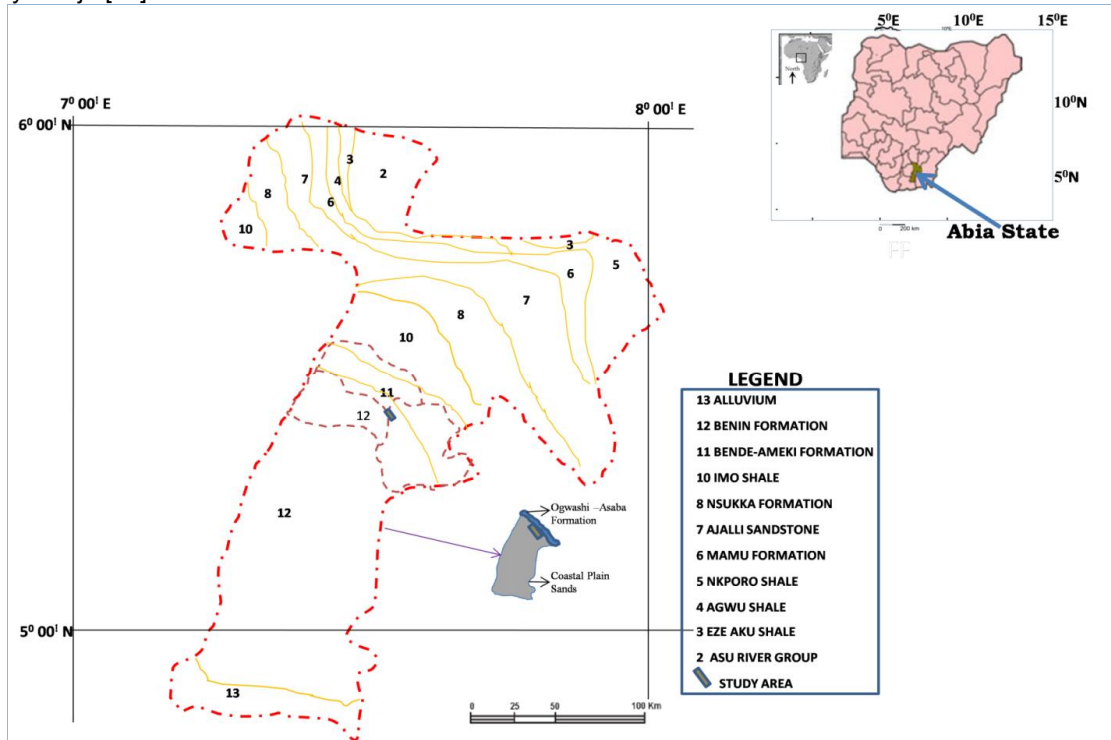 5⁰E 10⁰E 15⁰E
North
10⁰N
5⁰N
200 km
Abia State
7⁰ 00ᴵ E 8⁰ 00ᴵ E
6⁰ 00ᴵ N
3
7 4 2
8 6
10
3
5
6
7
8
10
11
12
12
Ogwashi –Asaba
Formation
Coastal Plain
Sands
5⁰ 00ᴵ N
13
0 25 50 100 Km
LEGEND
13 ALLUVIUM
12 BENIN FORMATION
11 BENDE-AMEKI FORMATION
10 IMO SHALE
8 NSUKKA FORMATION
7 AJALLI SANDSTONE
6 MAMU FORMATION
5 NKPORO SHALE
4 AGWU SHALE
3 EZE AKU SHALE
2 ASU RIVER GROUP
STUDY AREA